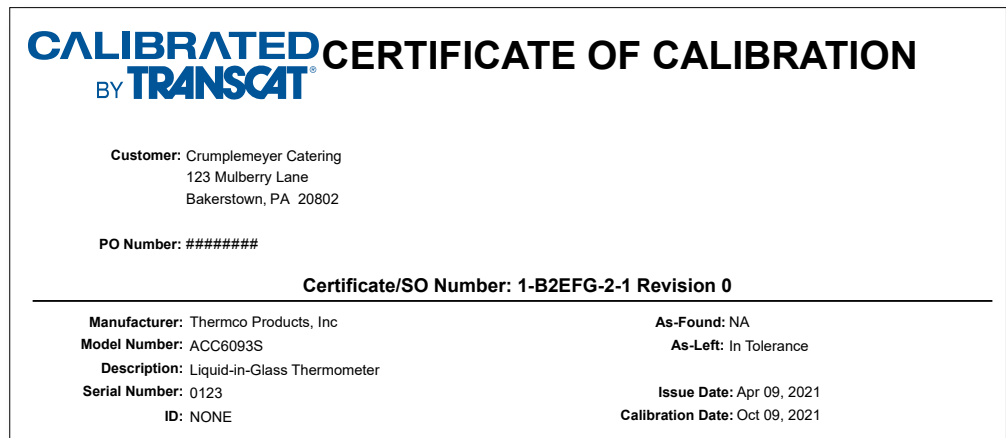 CALIBRATED
BY TRANSCAT®
CERTIFICATE OF CALIBRATION
Customer: Crumplemeyer Catering
123 Mulberry Lane
Bakerstown, PA 20802
PO Number: ########
Certificate/SO Number: 1-B2EFG-2-1 Revision 0
Manufacturer: Thermco Products, Inc
Model Number: ACC6093S
Description: Liquid-in-Glass Thermometer
Serial Number: 0123
ID: NONE
As-Found: NA
As-Left: In Tolerance
Issue Date: Apr 09, 2021
Calibration Date: Oct 09, 2021